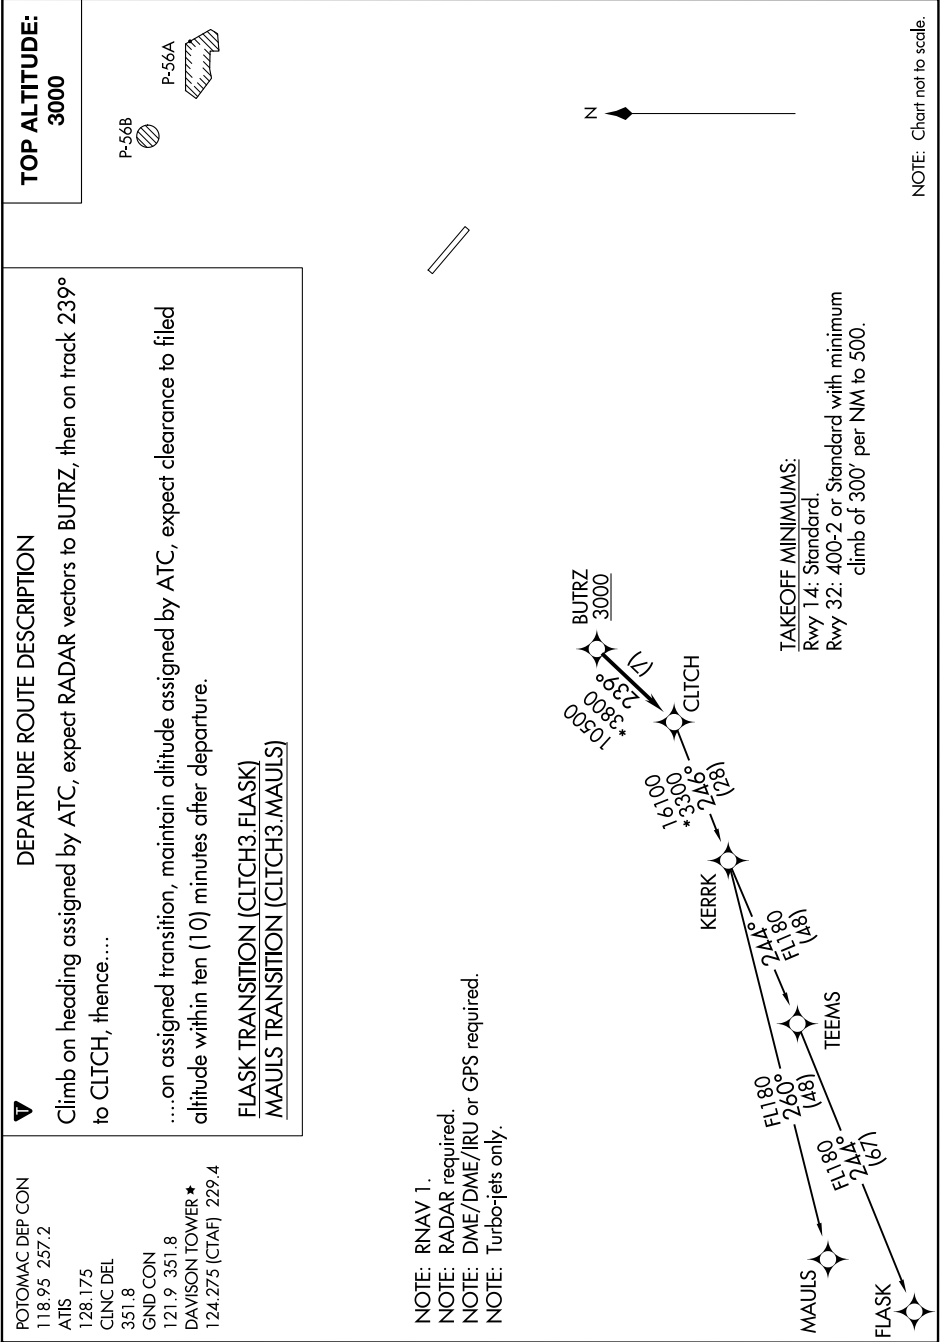 POTOMAC DEP CON
118.95 257.2
ATIS
128.175
CLNC DEL
351.8
GND CON
121.9 351.8
DAVISON TOWER ★
124.275 (CTAF) 229.4
T
DEPARTURE ROUTE DESCRIPTION
Climb on heading assigned by ATC, expect RADAR vectors to BUTRZ, then on track 239°
to CLTCH, thence....
....on assigned transition, maintain altitude assigned by ATC, expect clearance to filed
altitude within ten (10) minutes after departure.
FLASK TRANSITION (CLTCH3.FLASK)
MAULS TRANSITION (CLTCH3.MAULS)
TOP ALTITUDE:
3000
P-56B
P-56A
N
NOTE: RNAV 1.
NOTE: RADAR required.
NOTE: DME/DME/IRU or GPS required.
NOTE: Turbo-jets only.
BUTRZ
3000
10500
*3800
239°
(7)
CLTCH
16100
*3300
246°
(28)
KERRK
244°
FL180
(48)
TEEMS
FL180
260°
(48)
FL180
244°
(67)
MAULS
FLASK
TAKEOFF MINIMUMS:
Rwy 14: Standard.
Rwy 32: 400-2 or Standard with minimum
climb of 300' per NM to 500.
NOTE: Chart not to scale.